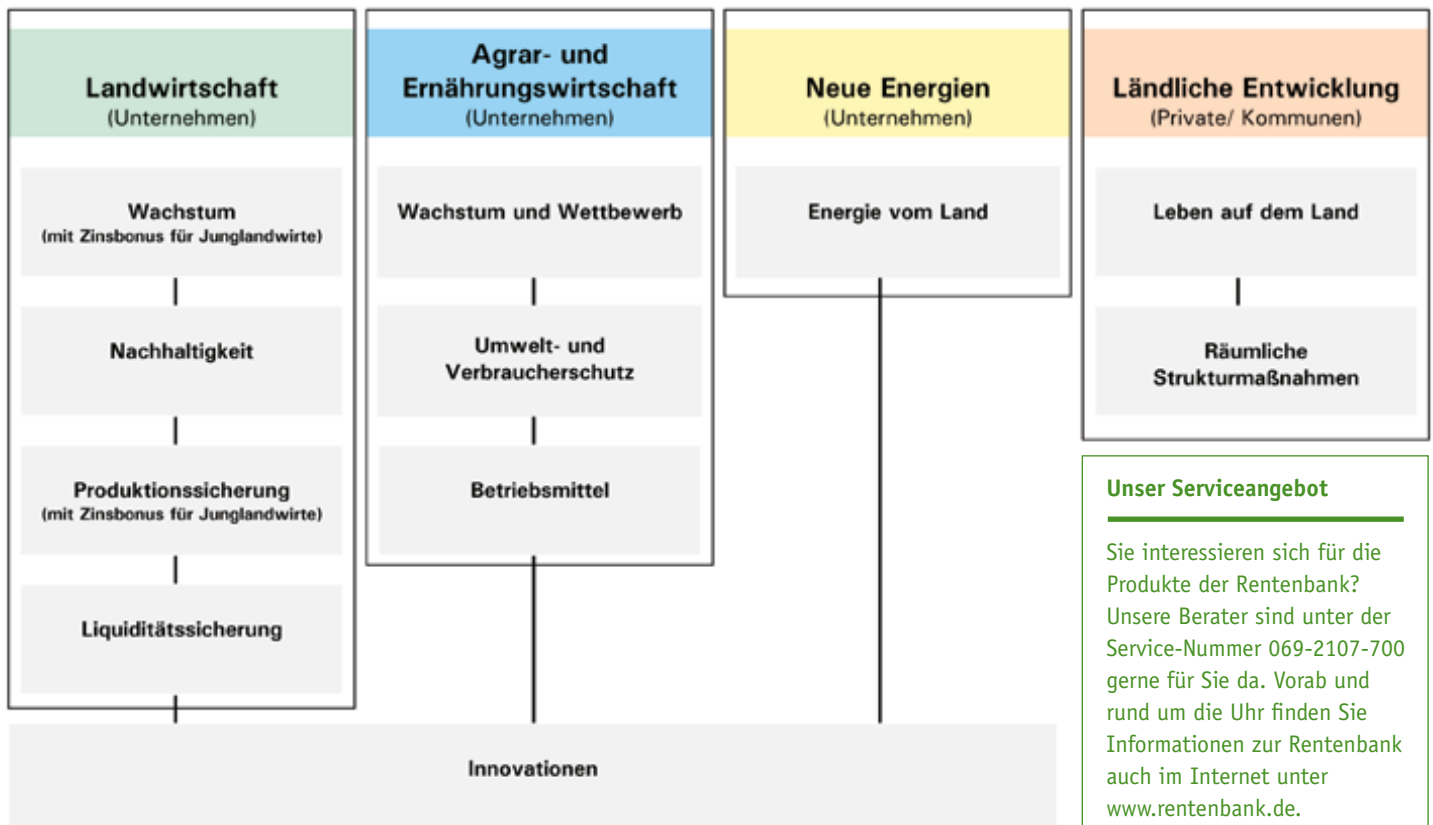 Landwirtschaft
(Unternehmen)
Wachstum
(mit Zinsbonus für Junglandwirte)
Nachhaltigkeit
Produktionssicherung
(mit Zinsbonus für Junglandwirte)
Liquiditätssicherung
Agrar- und
Ernährungswirtschaft
(Unternehmen)
Wachstum und Wettbewerb
Umwelt- und
Verbraucherschutz
Betriebsmittel
Neue Energien
(Unternehmen)
Energie vom Land
Ländliche Entwicklung
(Private/ Kommunen)
Leben auf dem Land
Räumliche
Strukturmaßnahmen
Innovationen
Unser Serviceangebot
Sie interessieren sich für die
Produkte der Rentenbank?
Unsere Berater sind unter der
Service-Nummer 069-2107-700
gerne für Sie da. Vorab und
rund um die Uhr finden Sie
Informationen zur Rentenbank
auch im Internet unter
www.rentenbank.de.